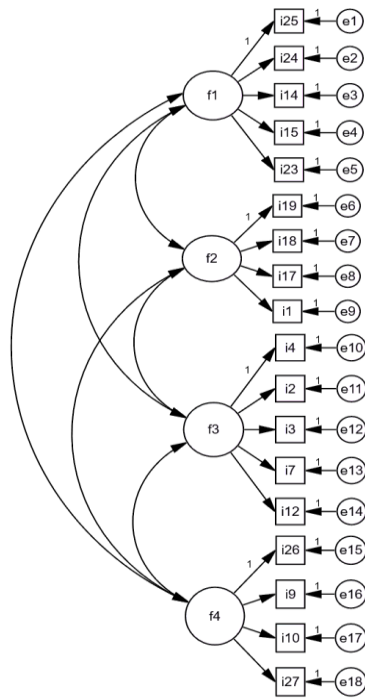 1 i25 1 e1
i24 1 e2
f1 i14 1 e3
i15 1 e4
i23 1 e5
1 i19 1 e6
i18 1 e7
f2 i17 1 e8
i1 1 e9
1 i4 1 e10
i2 1 e11
f3 i3 1 e12
i7 1 e13
i12 1 e14
1 i26 1 e15
i9 1 e16
f4 i10 1 e17
i27 1 e18